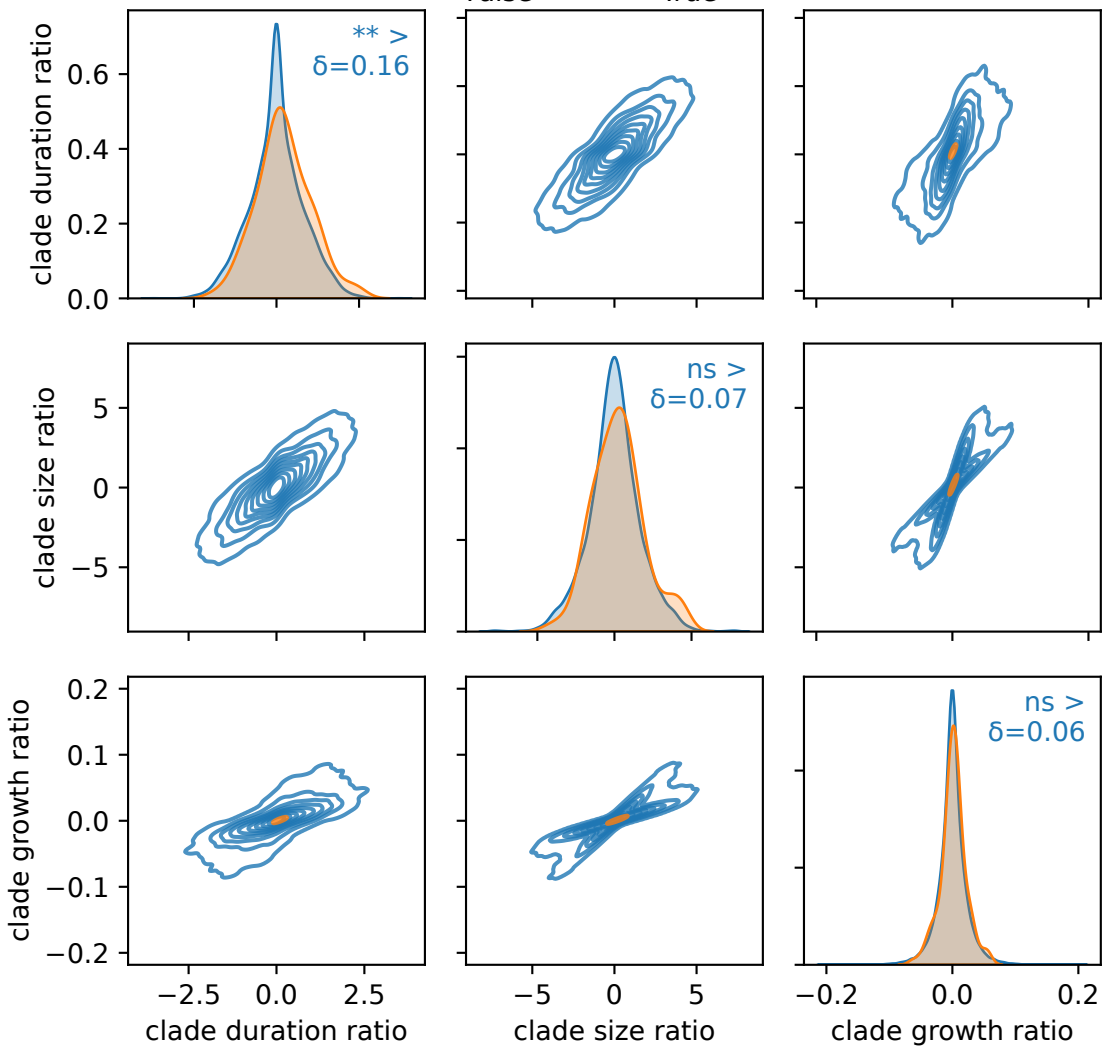 clade duration ratio
0.6
0.4
0.2
0.0
** >
δ=0.16
clade size ratio
5
0
−5
ns >
δ=0.07
clade growth ratio
0.2
0.1
0.0
−0.1
−0.2
ns >
δ=0.06
−2.5 0.0 2.5
−5 0 5
−0.2 0.0 0.2
clade duration ratio
clade size ratio
clade growth ratio